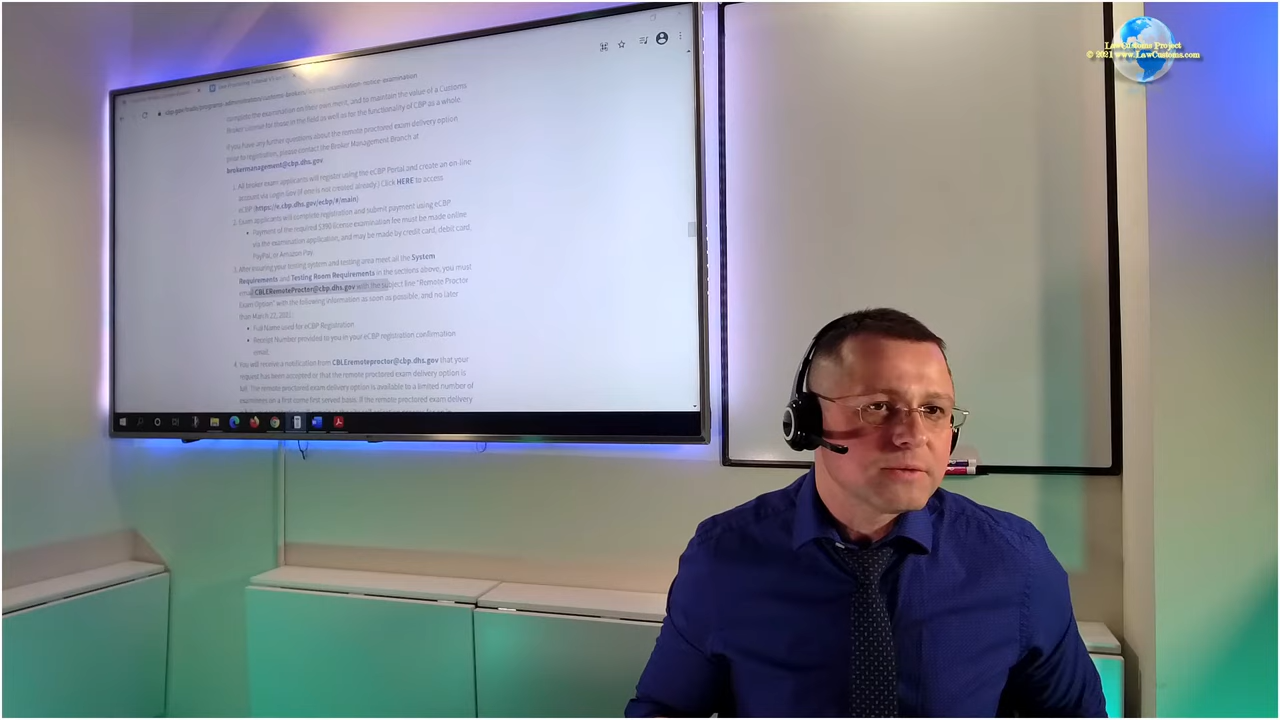 LawCustoms Project
© 2021 www.LawCustoms.com
complete the examination on their own merit, and to maintain the value of a Customs
Broker License for those in the field as well as for the functionality of CBP as a whole.
If you have any further questions about the remote proctored exam delivery option
prior to registration, please contact the Broker Management Branch at
brokermanagement@cbp.dhs.gov
1. All broker exam applicants will register using the eCBP Portal and create an on-line
account via Login.gov (if one is not created already.) Click HERE to access
eCBP (https://e.cbp.dhs.gov/ecbp/#/main)
2. Exam applicants will complete registration and submit payment using eCBP.
• Payment of the required $390 license examination fee must be made online
via the examination application, and may be made by credit card, debit card,
PayPal, or Amazon Pay.
3. After ensuring your testing system and testing area meet all the System
Requirements and Testing Room Requirements in the sections above, you must
email CBLERemoteProctor@cbp.dhs.gov with the subject line "Remote Proctor
Exam Option" with the following information as soon as possible, and no later
than March 22, 2021:
• Full Name used for eCBP Registration
• Receipt Number provided to you in your eCBP registration confirmation
email;
4. You will receive a notification from CBLEremoteproctor@cbp.dhs.gov that your
request has been accepted or that the remote proctored exam delivery option is
full. The remote proctored exam delivery option is available to a limited number of
examinees on a first come first served basis. If the remote proctored exam delivery